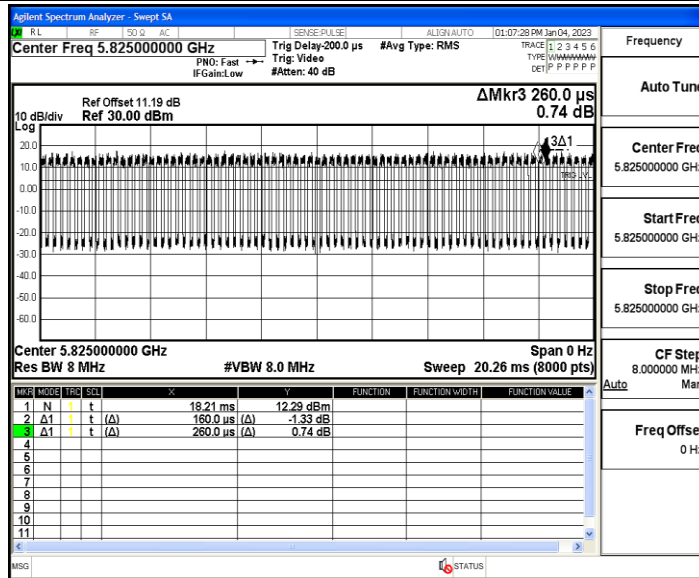 Agilent Spectrum Analyzer - Swept SA
RL RF 50 Ω AC SENSE:PULSE ALIGN AUTO 01:07:28 PM Jan 04, 2023
Center Freq 5.825000000 GHz
PNO: Fast
IFGain:Low
Trig Delay-200.0 µs
Trig: Video
#Atten: 40 dB
#Avg Type: RMS
TRACE 1 2 3 4 5 6
TYPE WWWWWW
DET P P P P P P
Ref Offset 11.19 dB
10 dB/div Ref 30.00 dBm
Log
ΔMkr3 260.0 µs
0.74 dB
20.0
10.0
0.00
-10.0
-20.0
-30.0
-40.0
-50.0
-60.0
3Δ1
TRIG LVL
Center 5.825000000 GHz Span 0 Hz
Res BW 8 MHz #VBW 8.0 MHz Sweep 20.26 ms (8000 pts)
MKR MODE TRC SCL X Y FUNCTION FUNCTION WIDTH FUNCTION VALUE
1 N 1 t 18.21 ms 12.29 dBm
2 Δ1 1 t (Δ) 160.0 µs (Δ) -1.33 dB
3 Δ1 1 t (Δ) 260.0 µs (Δ) 0.74 dB
4
5
6
7
8
9
10
11
MSG STATUS
Frequency
Auto Tune
Center Freq
5.825000000 GHz
Start Freq
5.825000000 GHz
Stop Freq
5.825000000 GHz
CF Step
8.000000 MHz
Auto Man
Freq Offset
0 Hz